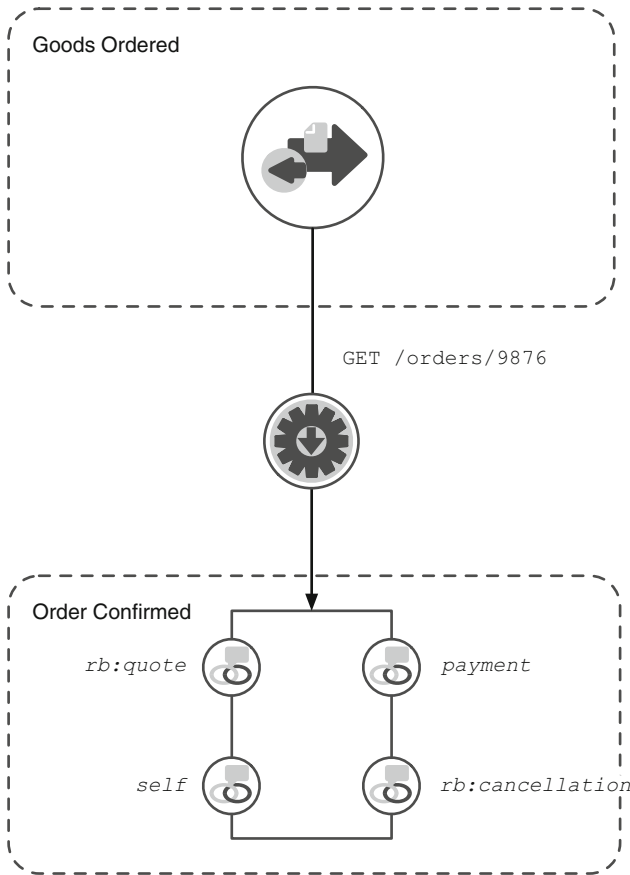 Goods Ordered
GET /orders/9876
Order Confirmed
rb:quote
payment
self
rb:cancellation